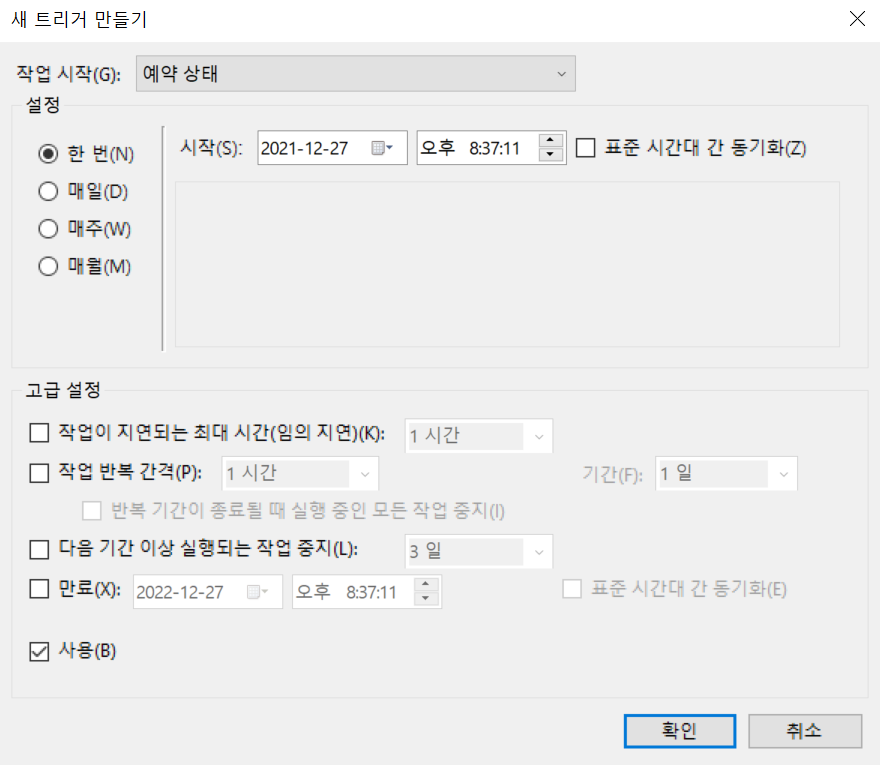 새 트리거 만들기
작업 시작(G): 예약 상태
설정
한 번(N)
매일(D)
매주(W)
매월(M)
시작(S): 2021-12-27 오후 8:37:11 표준 시간대 간 동기화(Z)
고급 설정
작업이 지연되는 최대 시간(임의 지연)(K): 1 시간
작업 반복 간격(P): 1 시간 기간(F): 1 일
반복 기간이 종료될 때 실행 중인 모든 작업 중지(I)
다음 기간 이상 실행되는 작업 중지(L): 3 일
만료(X): 2022-12-27 오후 8:37:11 표준 시간대 간 동기화(E)
사용(B)
확인 취소